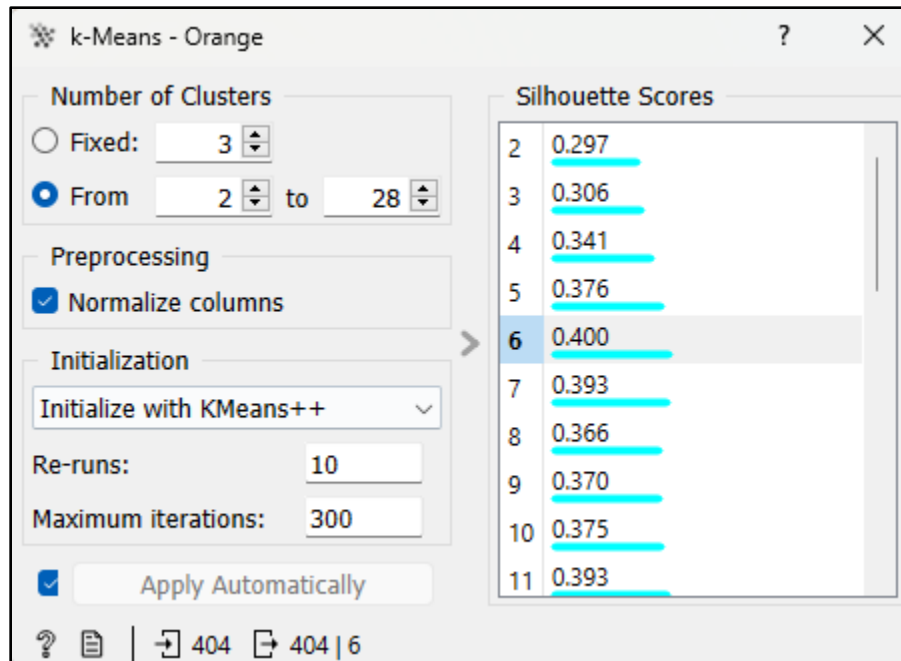 k-Means - Orange ? ×
Number of Clusters
Fixed: 3
From 2 to 28
Preprocessing
Normalize columns
Initialization
Initialize with KMeans++
Re-runs: 10
Maximum iterations: 300
Apply Automatically
Silhouette Scores
2 0.297
3 0.306
4 0.341
5 0.376
6 0.400
7 0.393
8 0.366
9 0.370
10 0.375
11 0.393
? 404 404 | 6